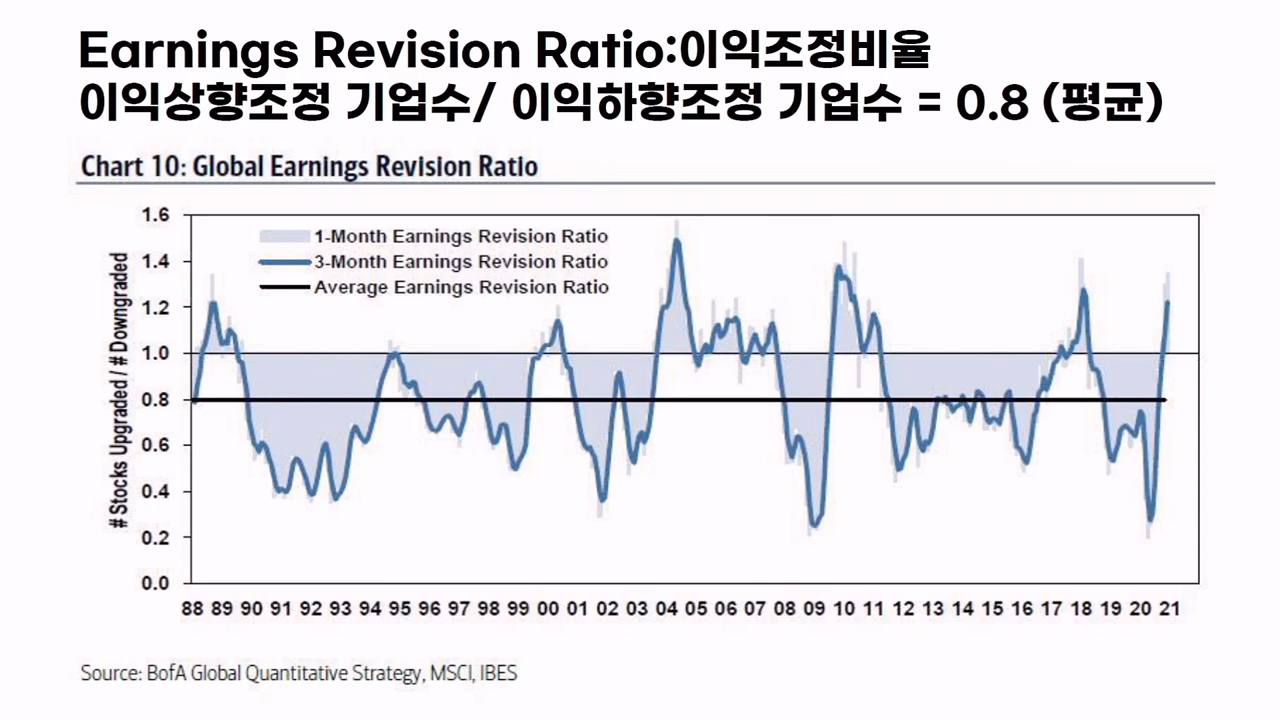 Earnings Revision Ratio:이익조정비율
이익상향조정 기업수/ 이익하향조정 기업수 = 0.8 (평균)
Chart 10: Global Earnings Revision Ratio
# Stocks Upgraded / # Downgraded
1.6
1.4
1.2
1.0
0.8
0.6
0.4
0.2
0.0
1-Month Earnings Revision Ratio
3-Month Earnings Revision Ratio
Average Earnings Revision Ratio
88 89 90 91 92 93 94 95 96 97 98 99 00 01 02 03 04 05 06 07 08 09 10 11 12 13 14 15 16 17 18 19 20 21
Source: BofA Global Quantitative Strategy, MSCI, IBES